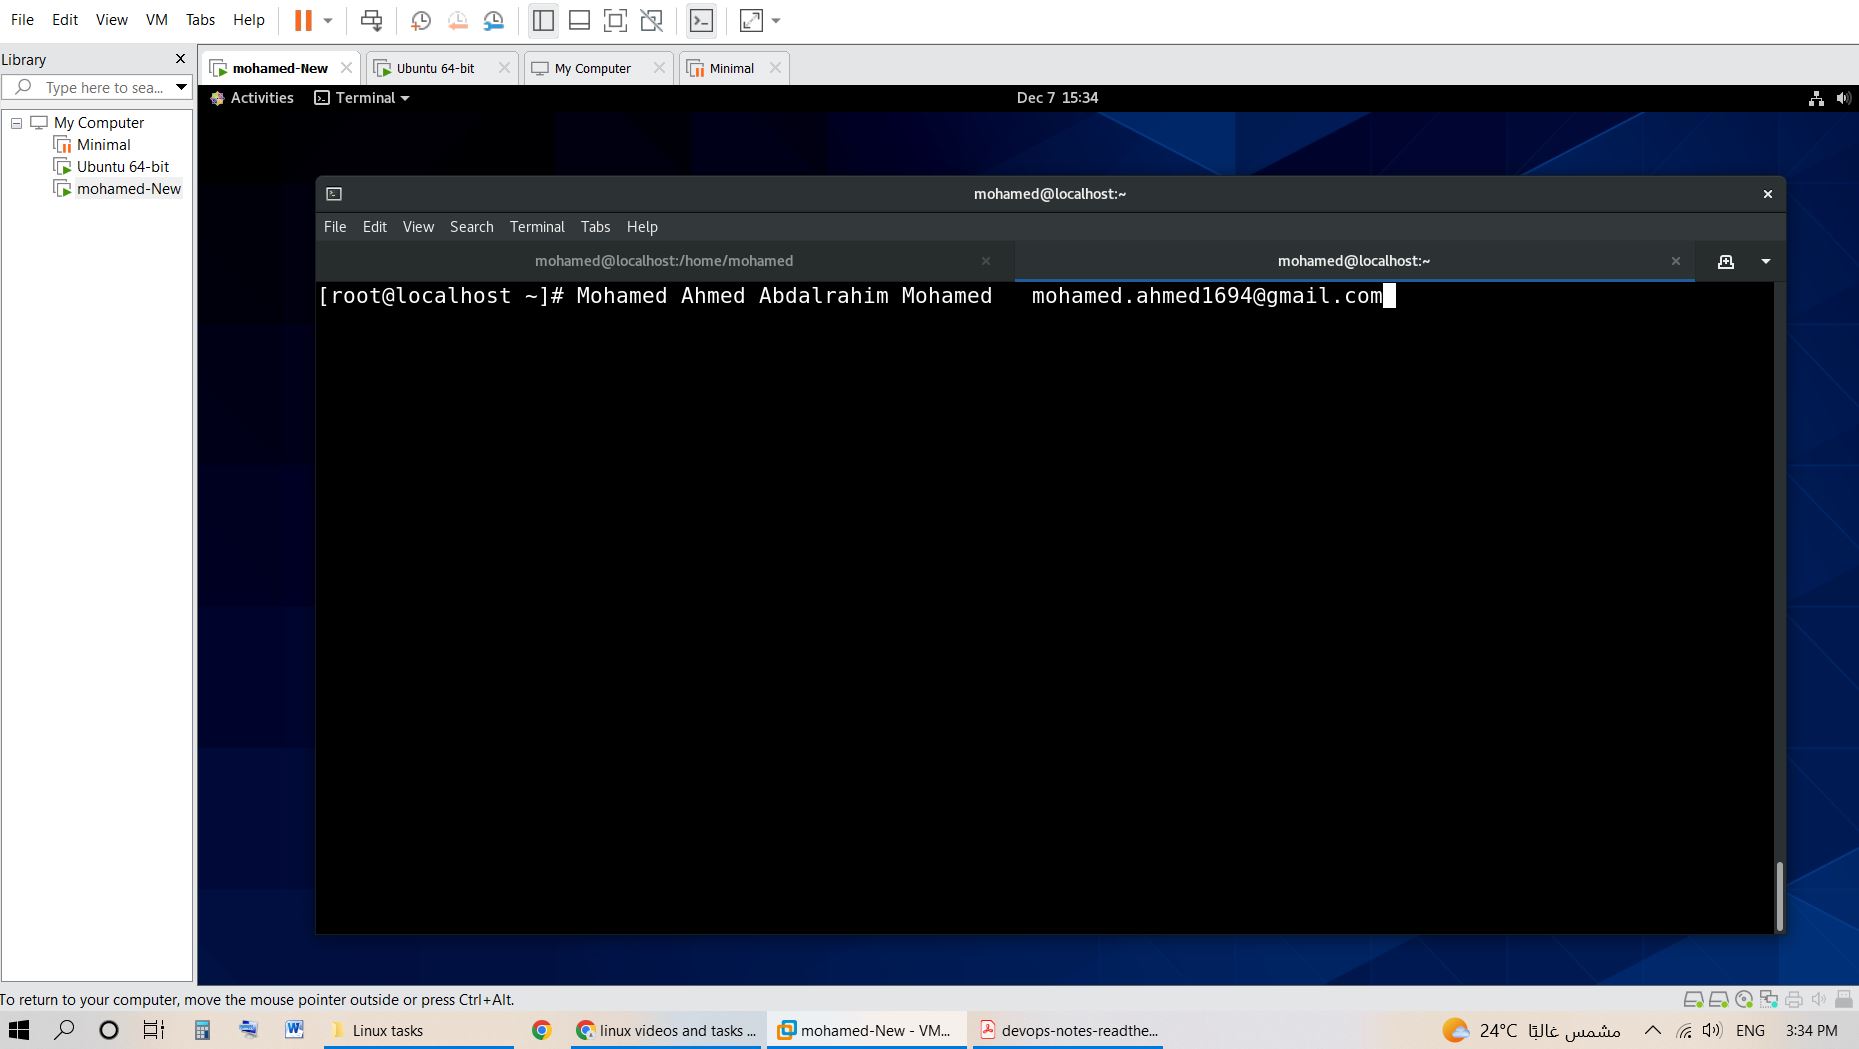 File Edit View VM Tabs Help
Library
mohamed-New Ubuntu 64-bit My Computer Minimal
Type here to sea...
Activities Terminal Dec 7 15:34
My Computer
Minimal
Ubuntu 64-bit
mohamed-New
mohamed@localhost:~
File Edit View Search Terminal Tabs Help
mohamed@localhost:/home/mohamed mohamed@localhost:~
[root@localhost ~]# Mohamed Ahmed Abdalrahim Mohamed   mohamed.ahmed1694@gmail.com
To return to your computer, move the mouse pointer outside or press Ctrl+Alt.
Linux tasks linux videos and tasks ... mohamed-New - VM... devops-notes-readthe... 24°C مشمس غالبًا ENG 3:34 PM